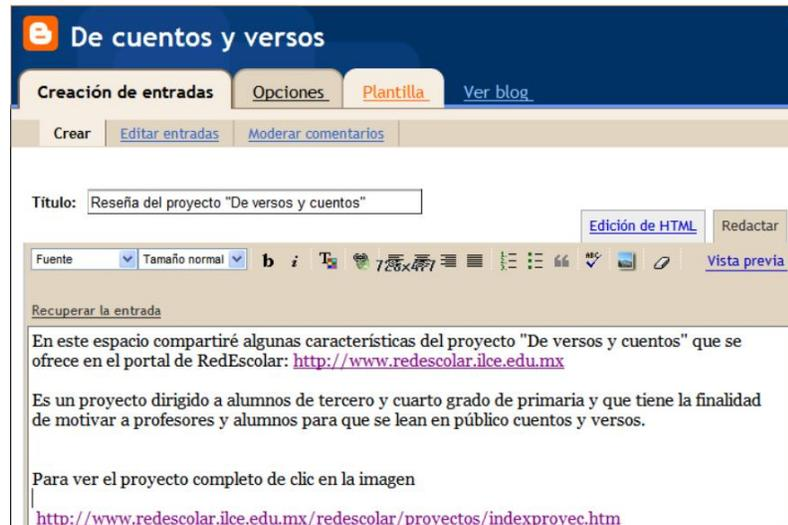 De cuentos y versos
Creación de entradas Opciones Plantilla Ver blog
Crear Editar entradas Moderar comentarios
Título: Reseña del proyecto "De versos y cuentos"
Edición de HTML Redactar
Fuente Tamaño normal b i T ABC Vista previa
Recuperar la entrada
En este espacio compartiré algunas características del proyecto "De versos y cuentos" que se
ofrece en el portal de RedEscolar: http://www.redescolar.ilce.edu.mx
Es un proyecto dirigido a alumnos de tercero y cuarto grado de primaria y que tiene la finalidad
de motivar a profesores y alumnos para que se lean en público cuentos y versos.
Para ver el proyecto completo de clic en la imagen
http://www.redescolar.ilce.edu.mx/redescolar/proyectos/indexproyec.htm